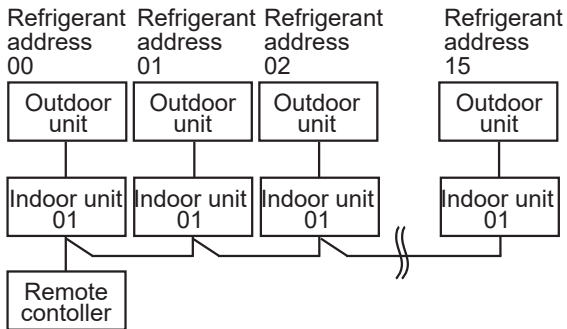 Refrigerant
address
00
Refrigerant
address
01
Refrigerant
address
02
Refrigerant
address
15
Outdoor
unit
Outdoor
unit
Outdoor
unit
Outdoor
unit
Indoor unit
01
Indoor unit
01
Indoor unit
01
Indoor unit
01
Remote
contoller